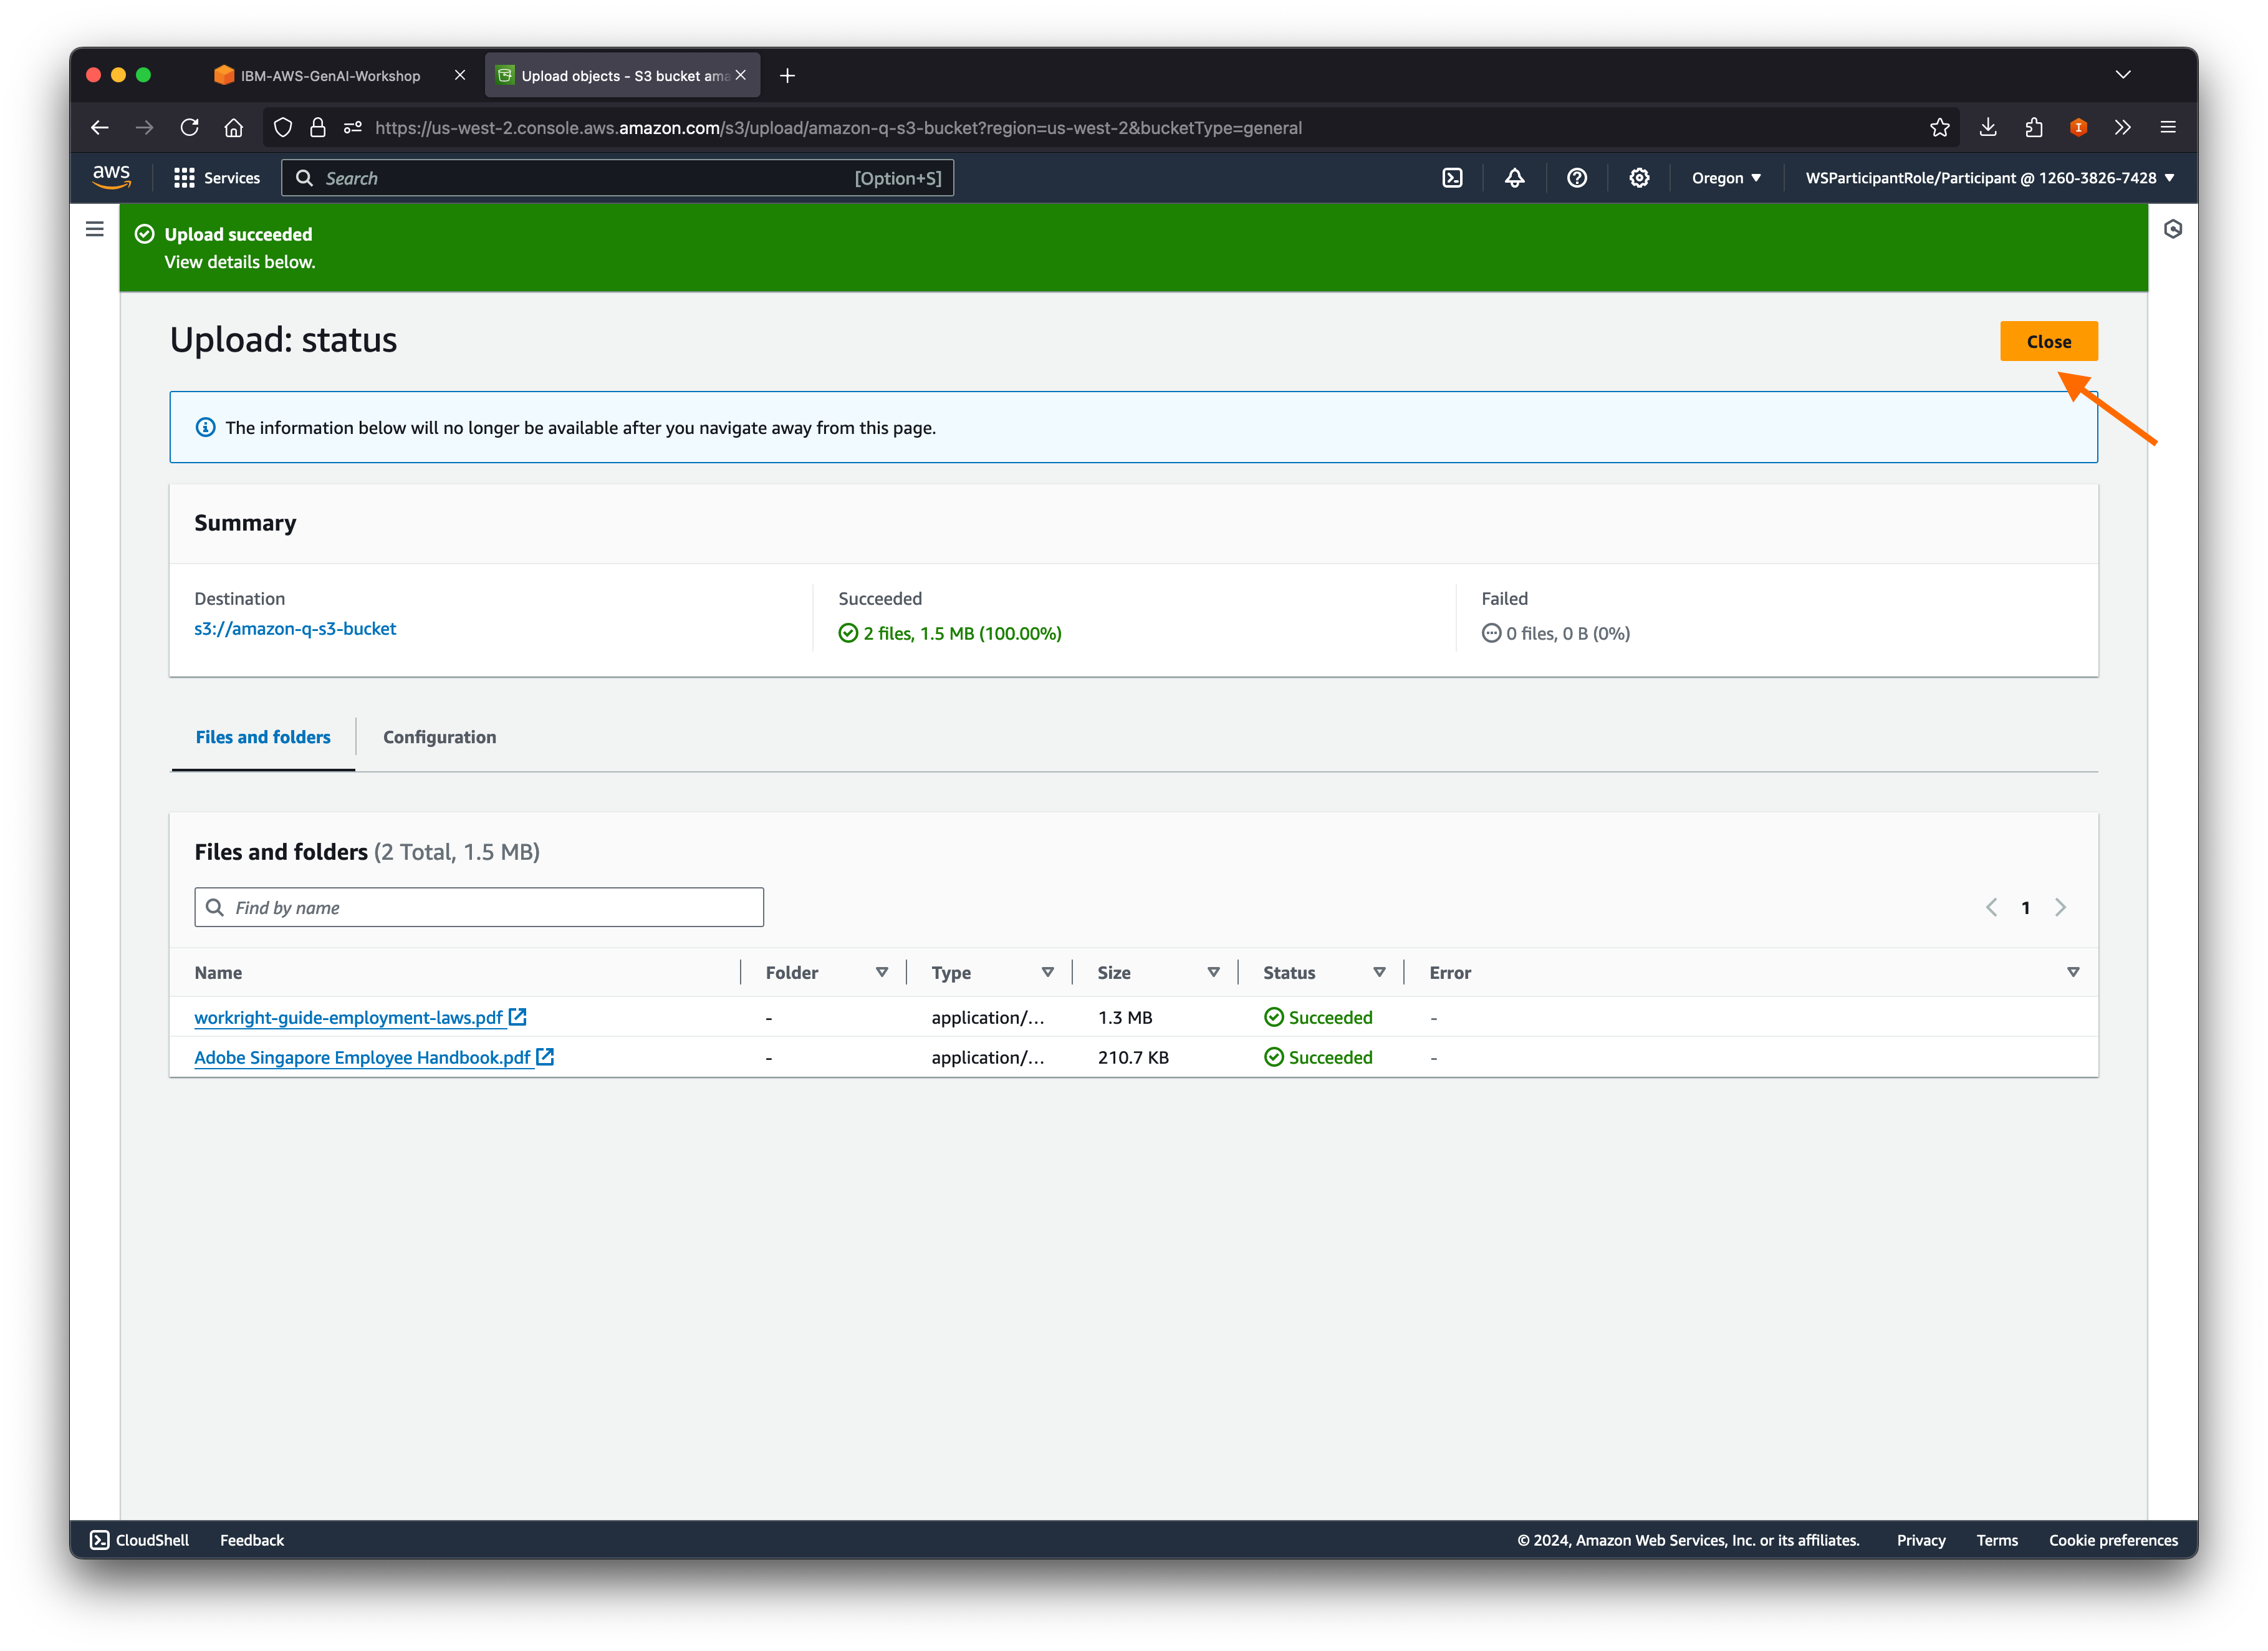 IBM-AWS-GenAI-Workshop
Upload objects - S3 bucket ama
https://us-west-2.console.aws.amazon.com/s3/upload/amazon-q-s3-bucket?region=us-west-2&bucketType=general
aws
Services
Search
[Option+S]
Oregon
WSParticipantRole/Participant @ 1260-3826-7428
Upload succeeded
View details below.
Upload: status
Close
The information below will no longer be available after you navigate away from this page.
Summary
Destination
s3://amazon-q-s3-bucket
Succeeded
2 files, 1.5 MB (100.00%)
Failed
0 files, 0 B (0%)
Files and folders
Configuration
Files and folders (2 Total, 1.5 MB)
Find by name
1
Name Folder Type Size Status Error
workright-guide-employment-laws.pdf - application/... 1.3 MB Succeeded -
Adobe Singapore Employee Handbook.pdf - application/... 210.7 KB Succeeded -
CloudShell Feedback © 2024, Amazon Web Services, Inc. or its affiliates. Privacy Terms Cookie preferences